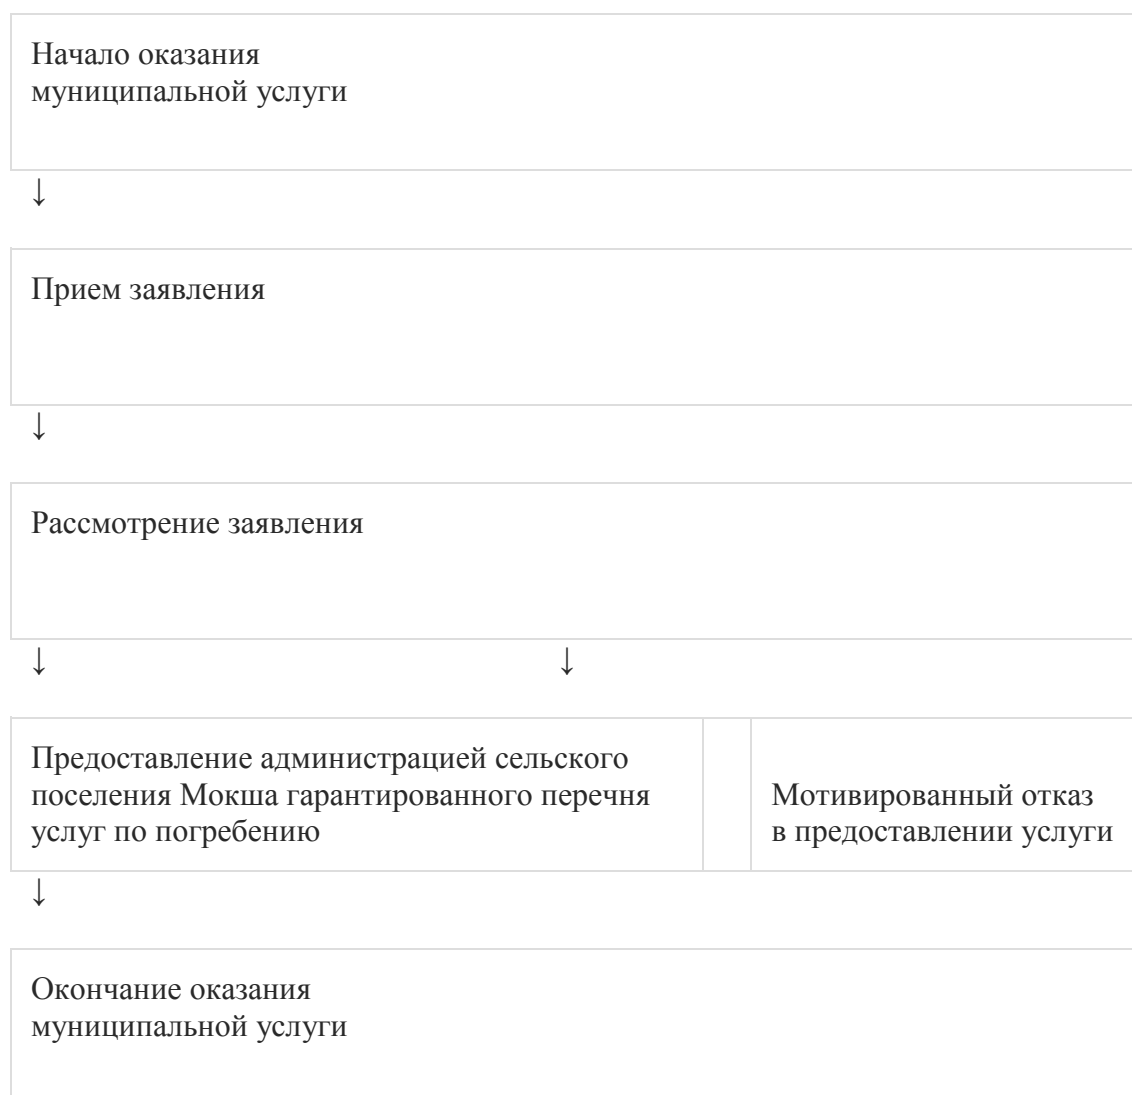 Начало оказания
муниципальной услуги
↓
Прием заявления
↓
Рассмотрение заявления
↓ ↓
Предоставление администрацией сельского
поселения Мокша гарантированного перечня
услуг по погребению
Мотивированный отказ
в предоставлении услуги
↓
Окончание оказания
муниципальной услуги